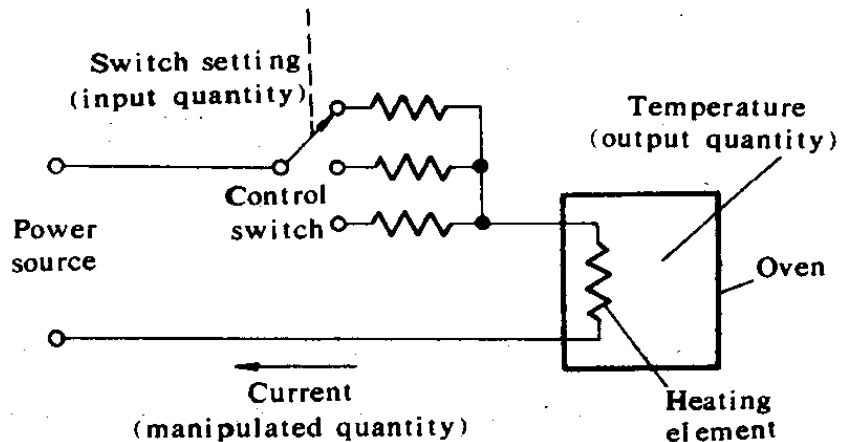 Switch setting
(input quantity)
Temperature
(output quantity)
Control
switch
Power
source
Oven
Current
(manipulated quantity)
Heating
element